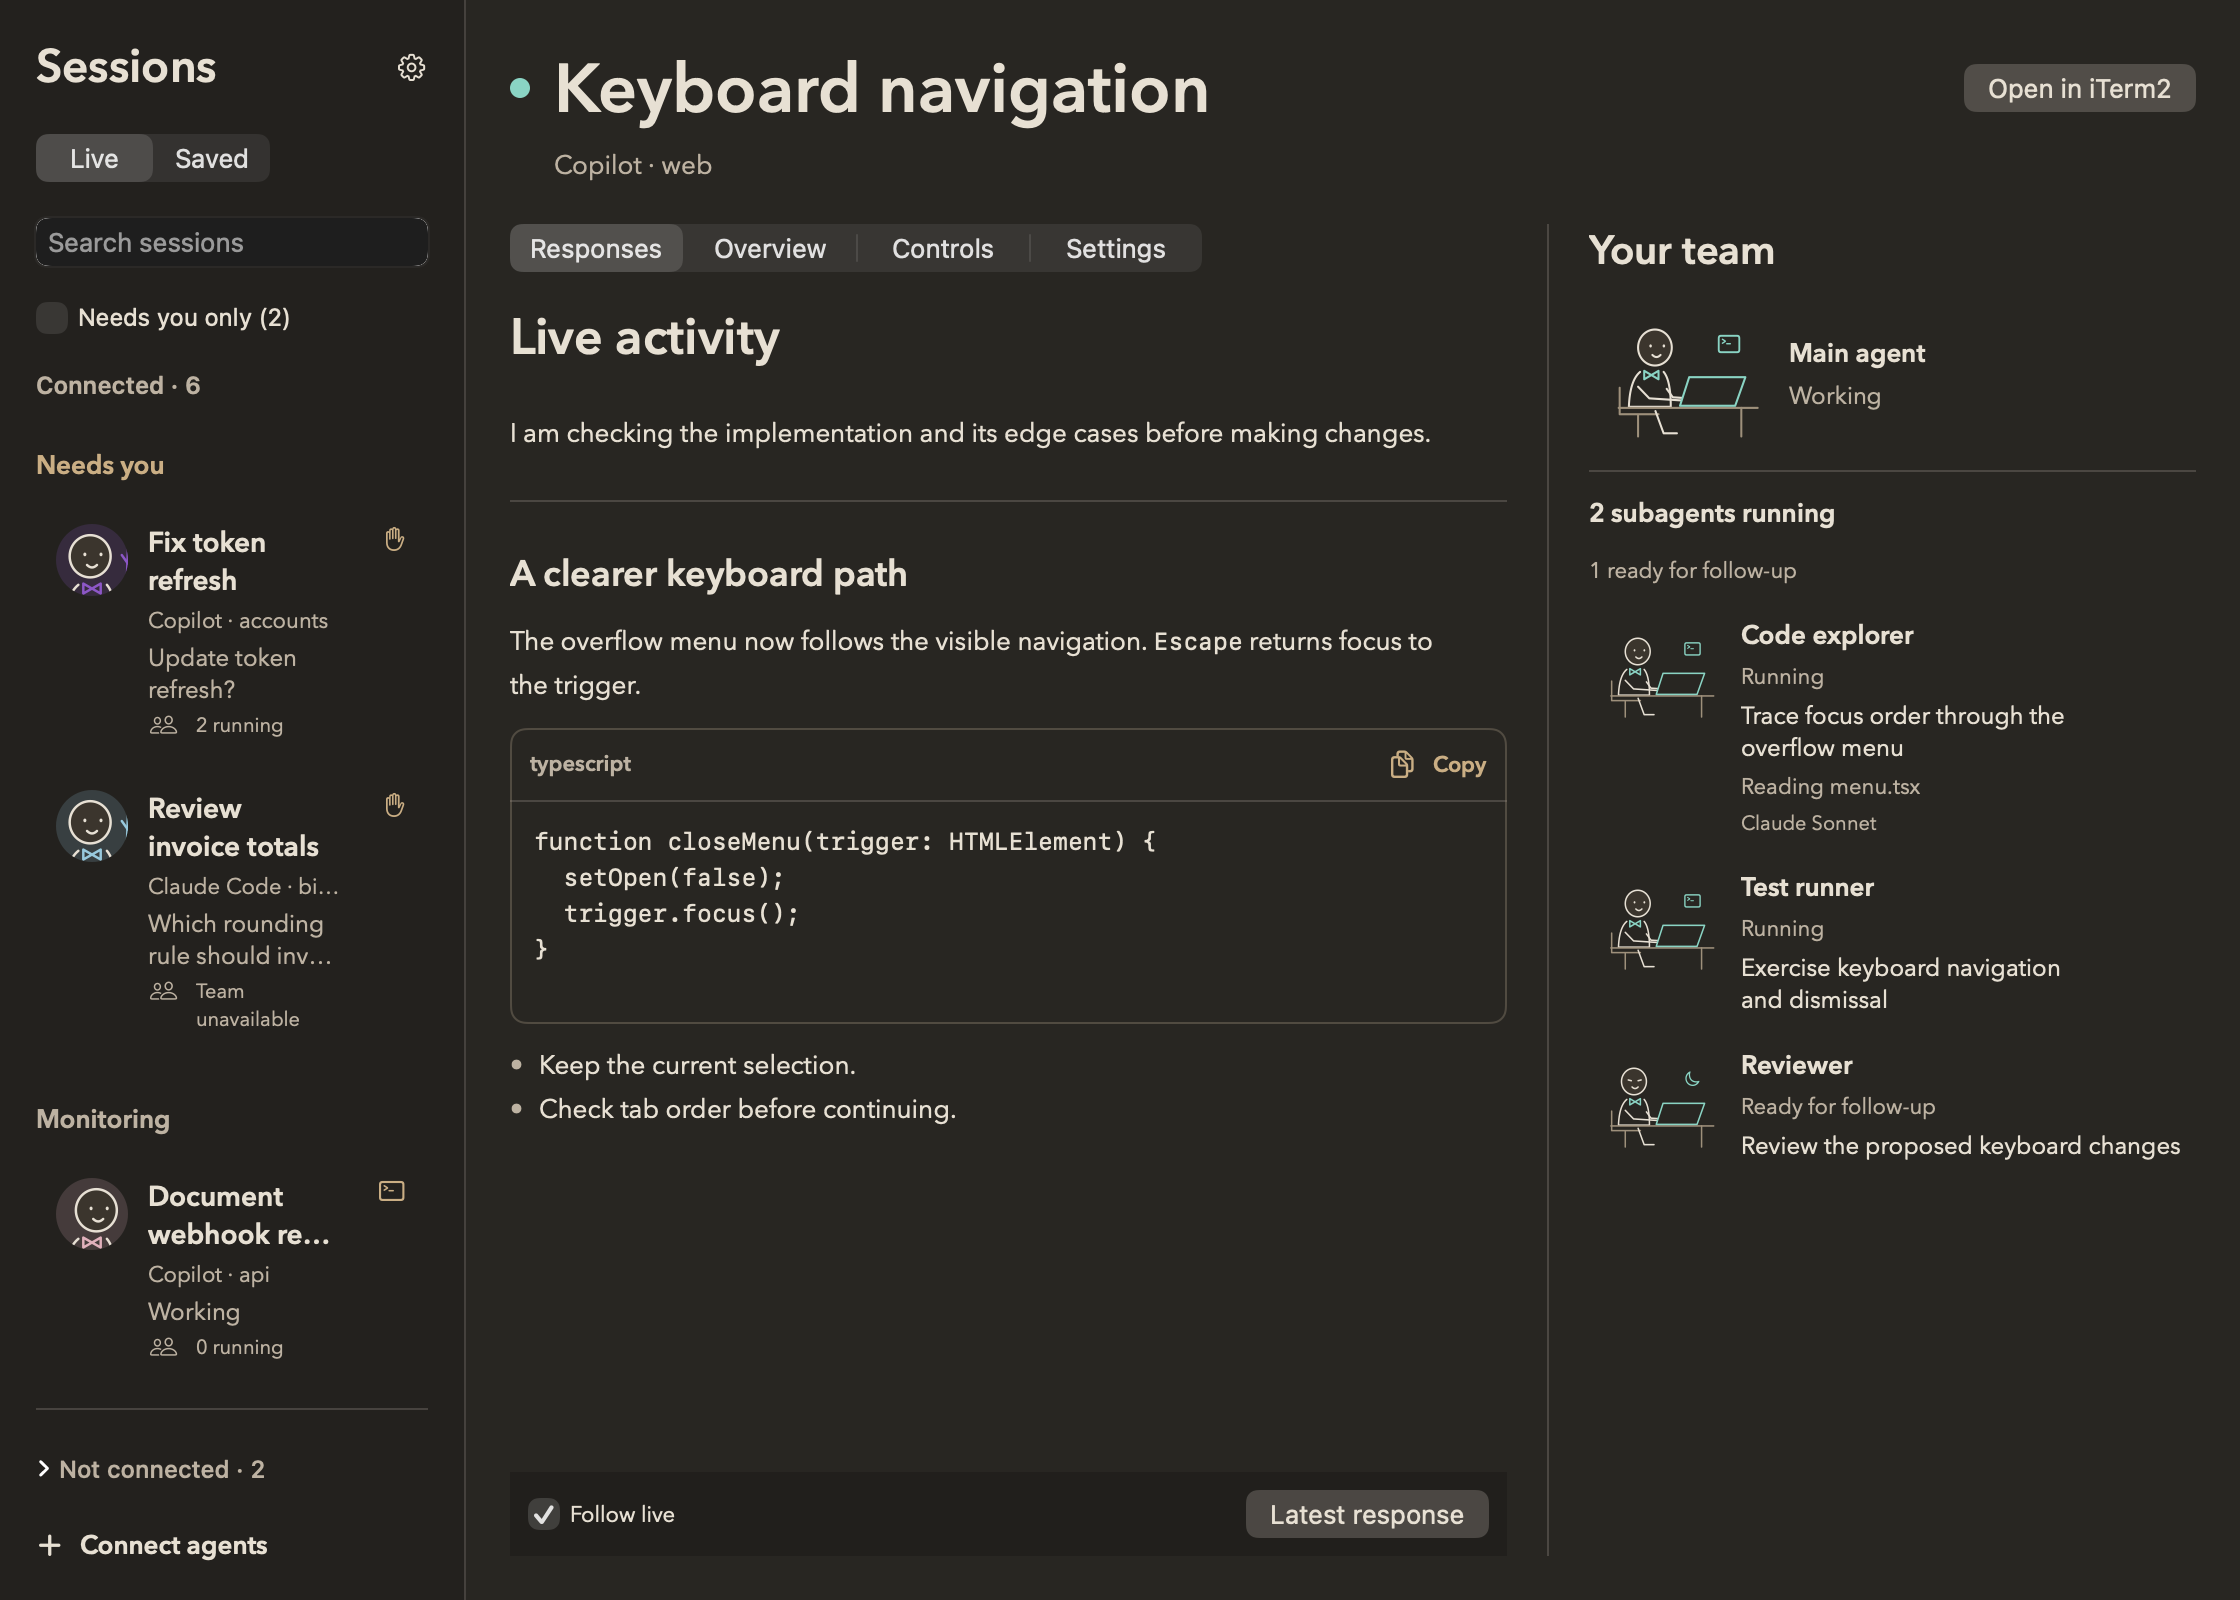 Sessions
Live
Saved
Search sessions
Needs you only (2)
Connected · 6
Needs you
Fix token
refresh
Copilot · accounts
Update token
refresh?
2 running
Review
invoice totals
Claude Code · bi…
Which rounding
rule should inv…
Team
unavailable
Monitoring
Document
webhook re…
Copilot · api
Working
0 running
Not connected · 2
Connect agents
Keyboard navigation
Copilot · web
Open in iTerm2
Responses
Overview
Controls
Settings
Live activity
I am checking the implementation and its edge cases before making changes.
A clearer keyboard path
The overflow menu now follows the visible navigation. Escape returns focus to
the trigger.
typescript
Copy
function closeMenu(trigger: HTMLElement) {
  setOpen(false);
  trigger.focus();
}
• Keep the current selection.
• Check tab order before continuing.
Follow live
Latest response
Your team
Main agent
Working
2 subagents running
1 ready for follow-up
Code explorer
Running
Trace focus order through the
overflow menu
Reading menu.tsx
Claude Sonnet
Test runner
Running
Exercise keyboard navigation
and dismissal
Reviewer
Ready for follow-up
Review the proposed keyboard changes